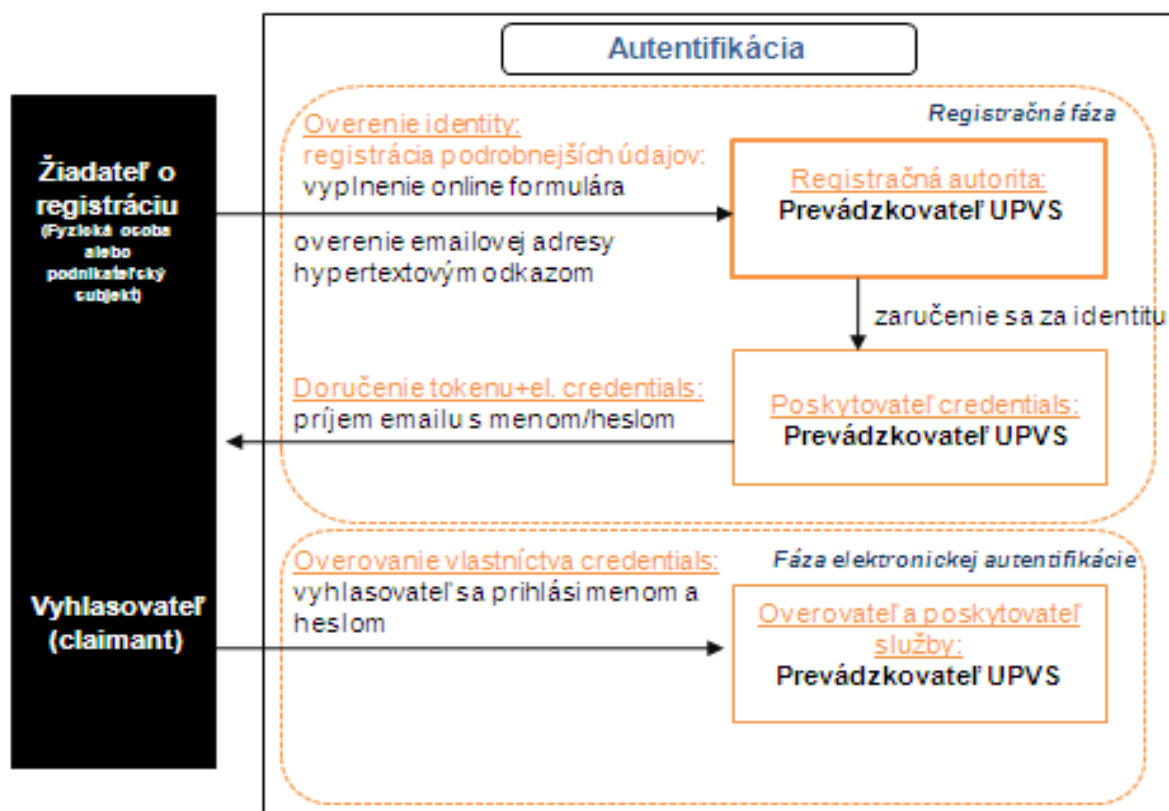 Autentifikácia
Registračná fáza
Žiadateľ o
registráciu
(Fyzická osoba
alebo
podnikateľský
subjekt)
Overenie identity:
registrácia podrobnejších údajov:
vyplnenie online formulára
overenie emailovej adresy
hypertextovým odkazom
Registračná autorita:
Prevádzkovateľ UPVS
zaručenie sa za identitu
Doručenie tokenu+el. credentials:
príjem emailu s menom/heslom
Poskytovateľ credentials:
Prevádzkovateľ UPVS
Vyhlasovateľ
(claimant)
Overovanie vlastníctva credentials:
vyhlasovateľ sa prihlási menom a
heslom
Fáza elektronickej autentifikácie
Overovateľ a poskytovateľ
služby:
Prevádzkovateľ UPVS